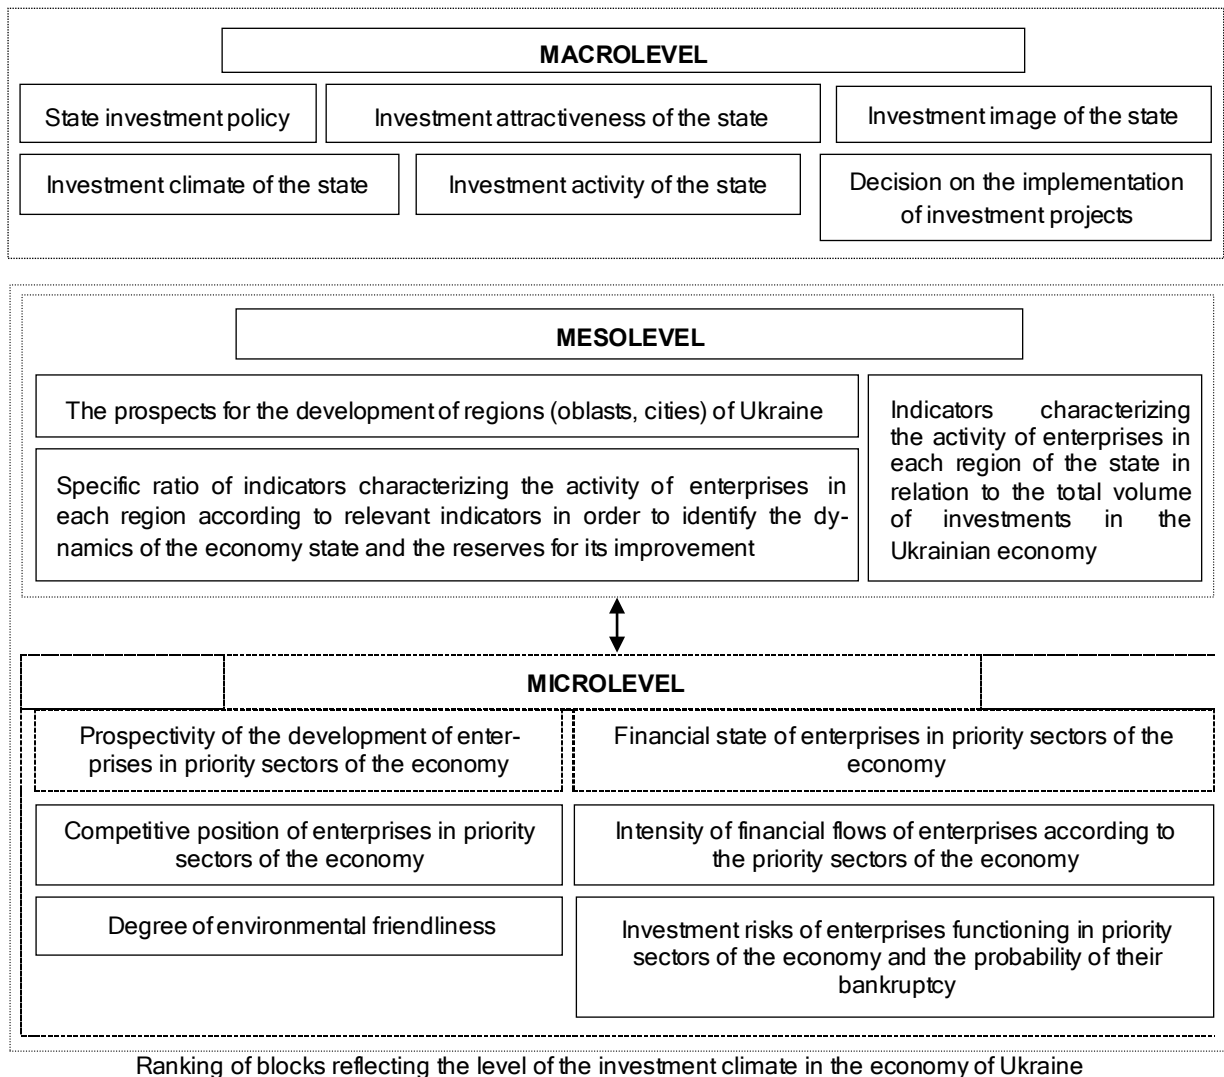 MACROLEVEL
State investment policy
Investment attractiveness of the state
Investment image of the state
Investment climate of the state
Investment activity of the state
Decision on the implementation
of investment projects
MESOLEVEL
The prospects for the development of regions (oblasts, cities) of Ukraine
Specific ratio of indicators characterizing the activity of enterprises in
each region according to relevant indicators in order to identify the dy-
namics of the economy state and the reserves for its improvement
Indicators characterizing
the activity of enterprises in
each region of the state in
relation to the total volume
of investments in the
Ukrainian economy
MICROLEVEL
Prospectivity of the development of enter-
prises in priority sectors of the economy
Financial state of enterprises in priority sectors of the
economy
Competitive position of enterprises in priority
sectors of the economy
Intensity of financial flows of enterprises according to
the priority sectors of the economy
Degree of environmental friendliness
Investment risks of enterprises functioning in priority
sectors of the economy and the probability of their
bankruptcy
Ranking of blocks reflecting the level of the investment climate in the economy of Ukraine